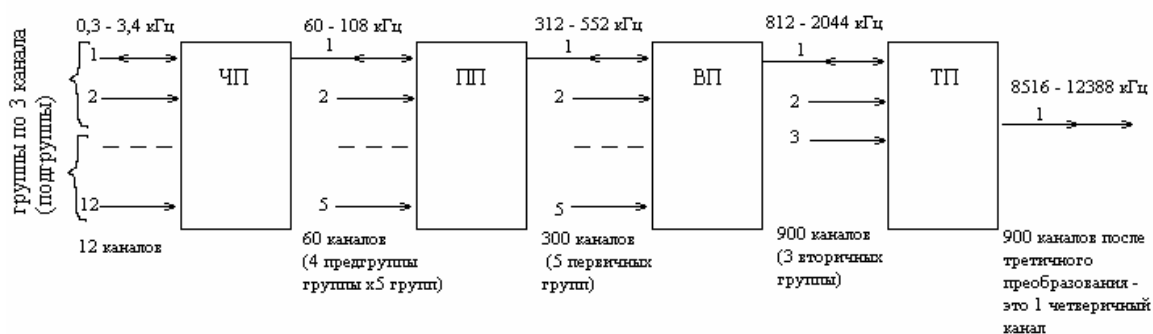 0,3 - 3,4 кГц
60 - 108 кГц
312 - 552 кГц
812 - 2044 кГц
8516 - 12388 кГц
группы по 3 канала
(подгруппы)
1
2
12
ЧП
1
2
5
ПП
1
2
5
ВП
1
2
3
ТП
1
12 каналов
60 каналов
(4 предгруппы
группы х5 групп)
300 каналов
(5 первичных
групп)
900 каналов
(3 вторичных
группы)
900 каналов после
третичного
преобразования -
это 1 четверичный
канал